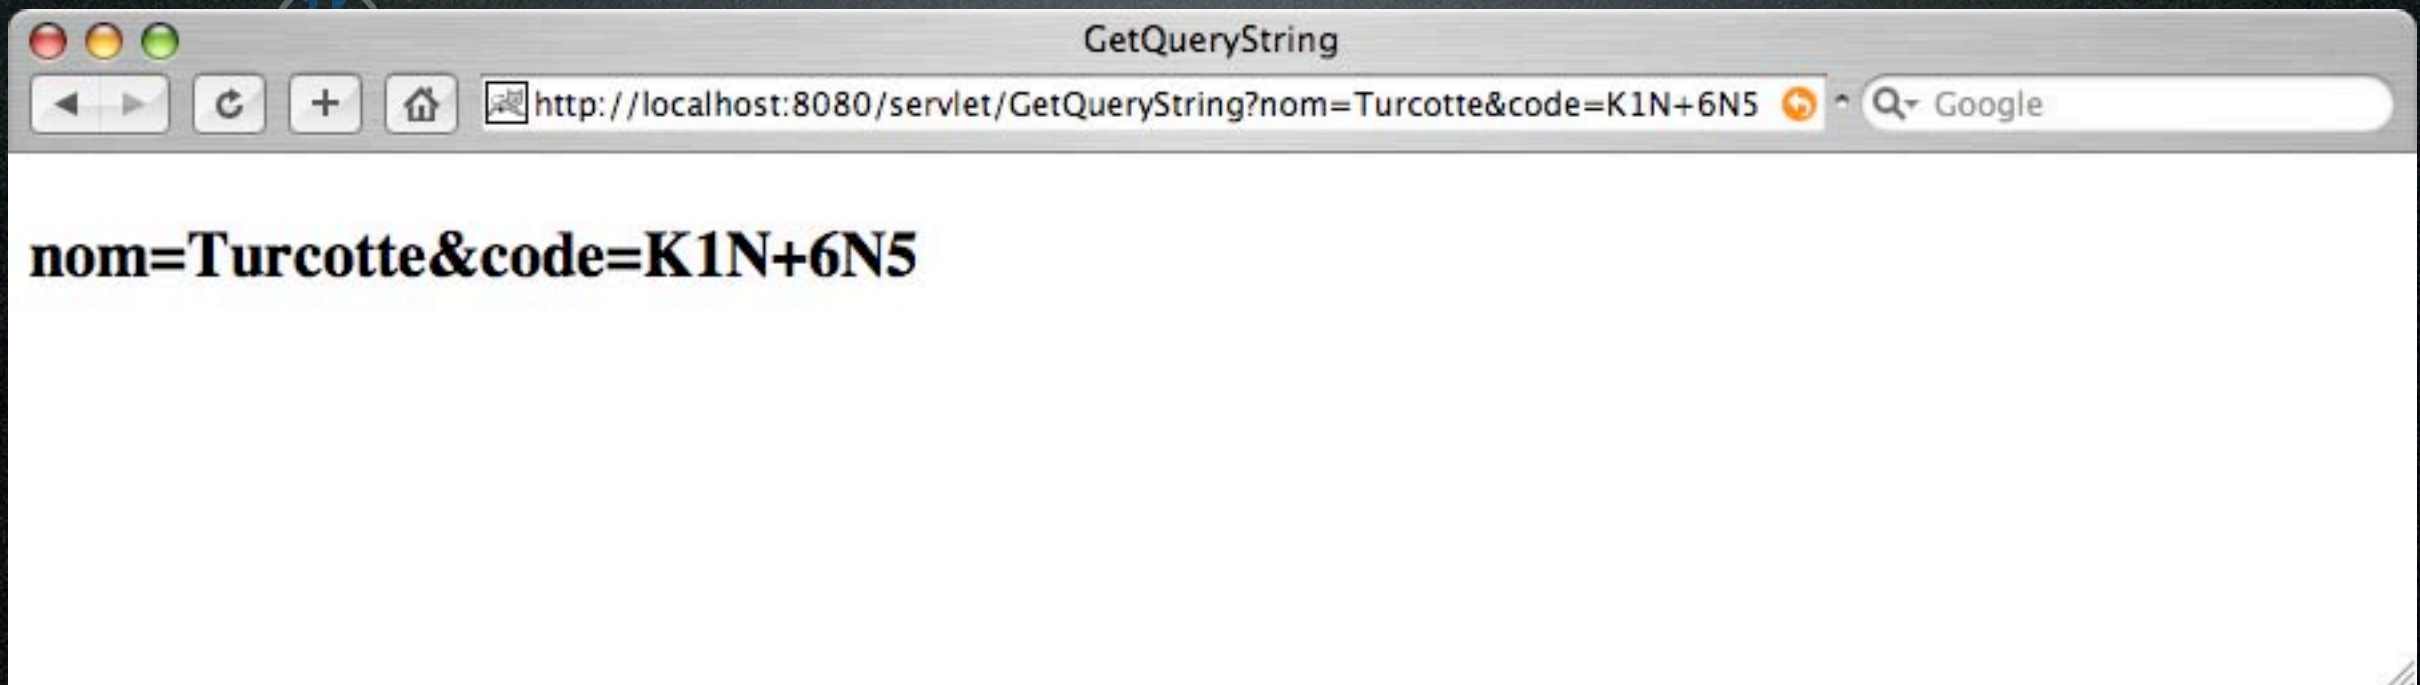 GetQueryString
http://localhost:8080/servlet/GetQueryString?nom=Turcotte&code=K1N+6N5
Google
nom=Turcotte&code=K1N+6N5